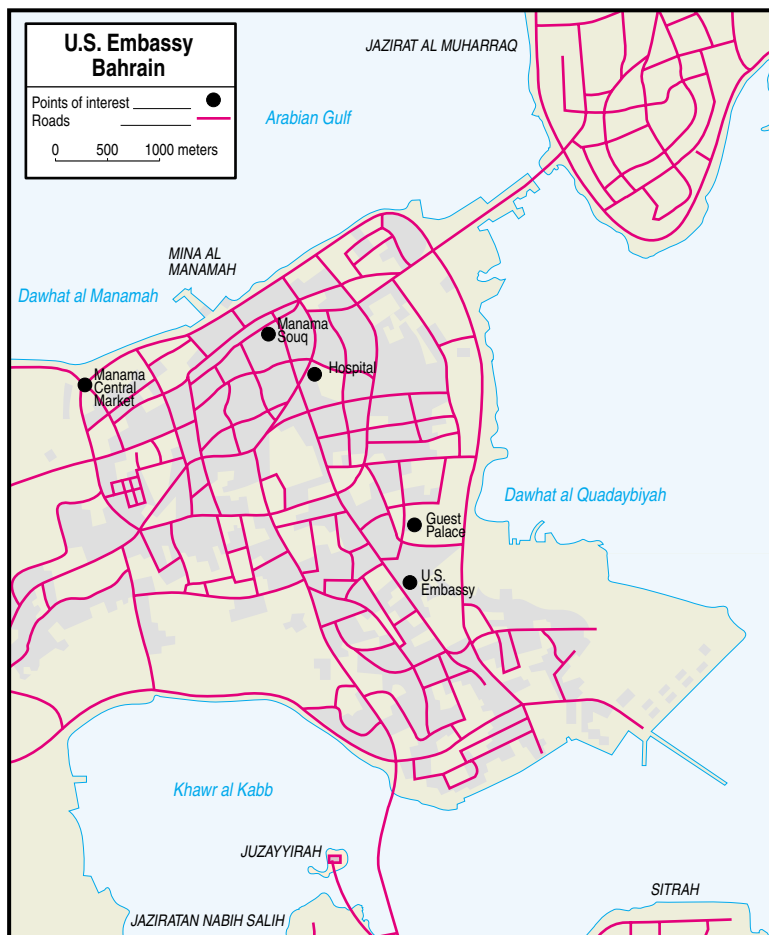 U.S. Embassy
Bahrain
Points of interest
Roads
0 500 1000 meters
JAZIRAT AL MUHARRAQ
Arabian Gulf
MINA AL
MANAMAH
Dawhat al Manamah
Manama
Souq
Hospital
Manama
Central
Market
Dawhat al Quadaybiyah
Guest
Palace
U.S.
Embassy
Khawr al Kabb
JUZAYYIRAH
SITRAH
JAZIRATAN NABIH SALIH